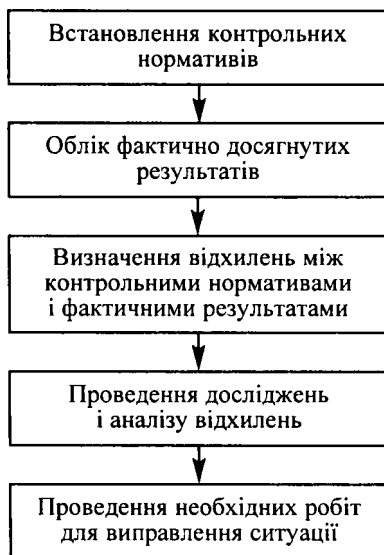 Встановлення контрольних
нормативів
Облік фактично досягнутих
результатів
Визначення відхилень між
контрольними нормативами
і фактичними результатами
Проведення досліджень
і аналізу відхилень
Проведення необхідних робіт
для виправлення ситуації